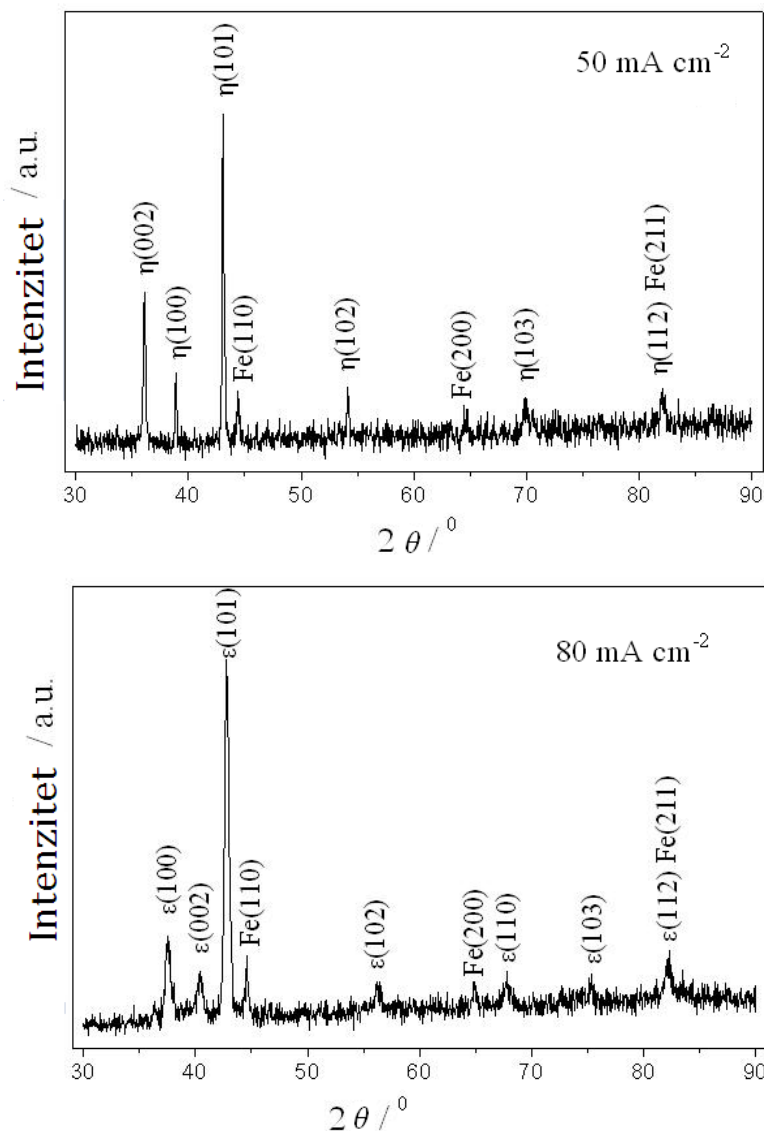 50 mA cm-2
Intenzitet / a.u.
η(002)
η(100)
η(101)
Fe(110)
η(102)
Fe(200)
η(103)
η(112) Fe(211)
30 40 50 60 70 80 90
2 θ / 0
80 mA cm-2
Intenzitet / a.u.
ε(100)
ε(002)
ε(101)
Fe(110)
ε(102)
Fe(200)
ε(110)
ε(103)
ε(112) Fe(211)
30 40 50 60 70 80 90
2 θ / 0